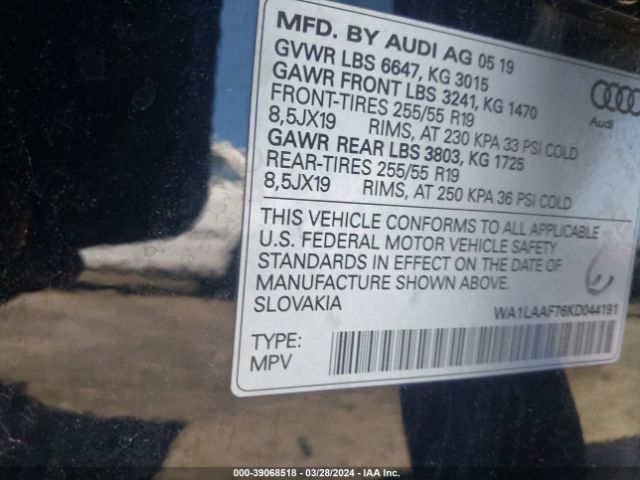 MFD. BY AUDI AG 05 19
GVWR LBS 6647, KG 3015
GAWR FRONT LBS 3241, KG 1470
FRONT-TIRES 255/55 R19
8,5JX19 RIMS, AT 230 KPA 33 PSI COLD
GAWR REAR LBS 3803, KG 1725
REAR-TIRES 255/55 R19
8,5JX19 RIMS, AT 250 KPA 36 PSI COLD
Audi
THIS VEHICLE CONFORMS TO ALL APPLICABLE
U.S. FEDERAL MOTOR VEHICLE SAFETY
STANDARDS IN EFFECT ON THE DATE OF
MANUFACTURE SHOWN ABOVE.
SLOVAKIA
WA1LAAF76KD044191
TYPE:
MPV
000-39068518 - 03/28/2024 - IAA Inc.